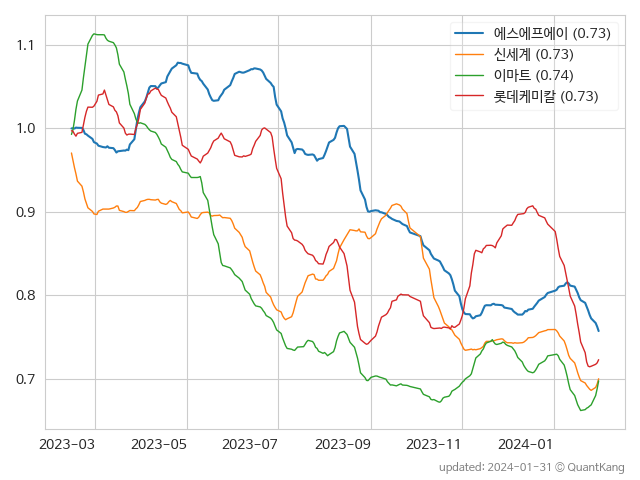 에스에프에이 (0.73)
신세계 (0.73)
이마트 (0.74)
롯데케미칼 (0.73)
1.1
1.0
0.9
0.8
0.7
2023-03 2023-05 2023-07 2023-09 2023-11 2024-01
updated: 2024-01-31 © QuantKang